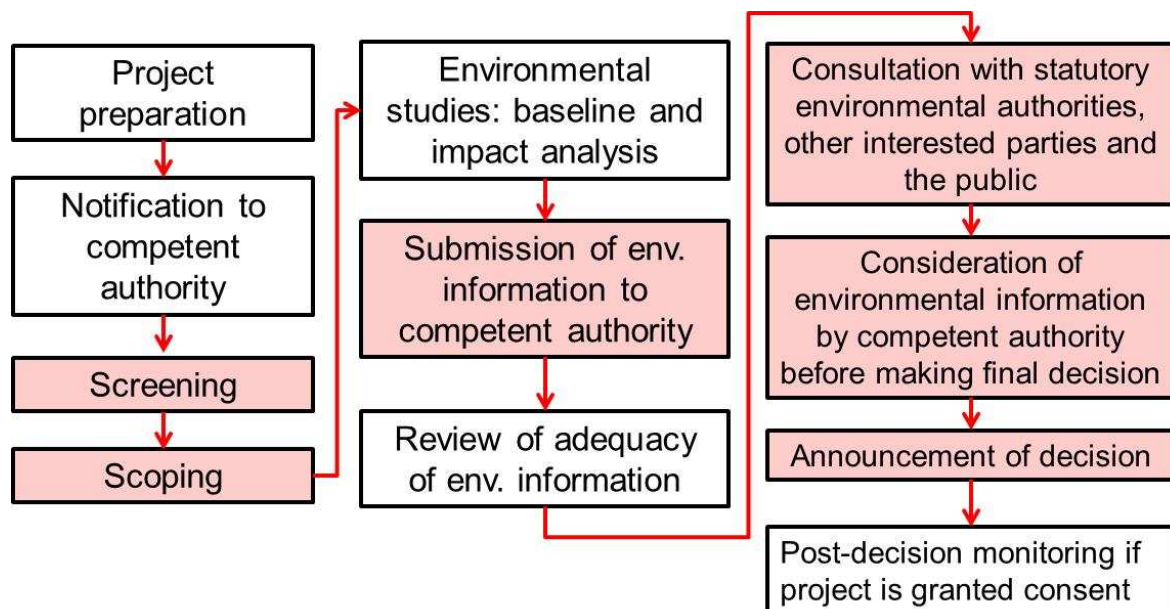 Project
preparation
Notification to
competent
authority
Screening
Scoping
Environmental
studies: baseline and
impact analysis
Submission of env.
information to
competent authority
Review of adequacy
of env. information
Consultation with statutory
environmental authorities,
other interested parties and
the public
Consideration of
environmental information
by competent authority
before making final decision
Announcement of decision
Post-decision monitoring if
project is granted consent